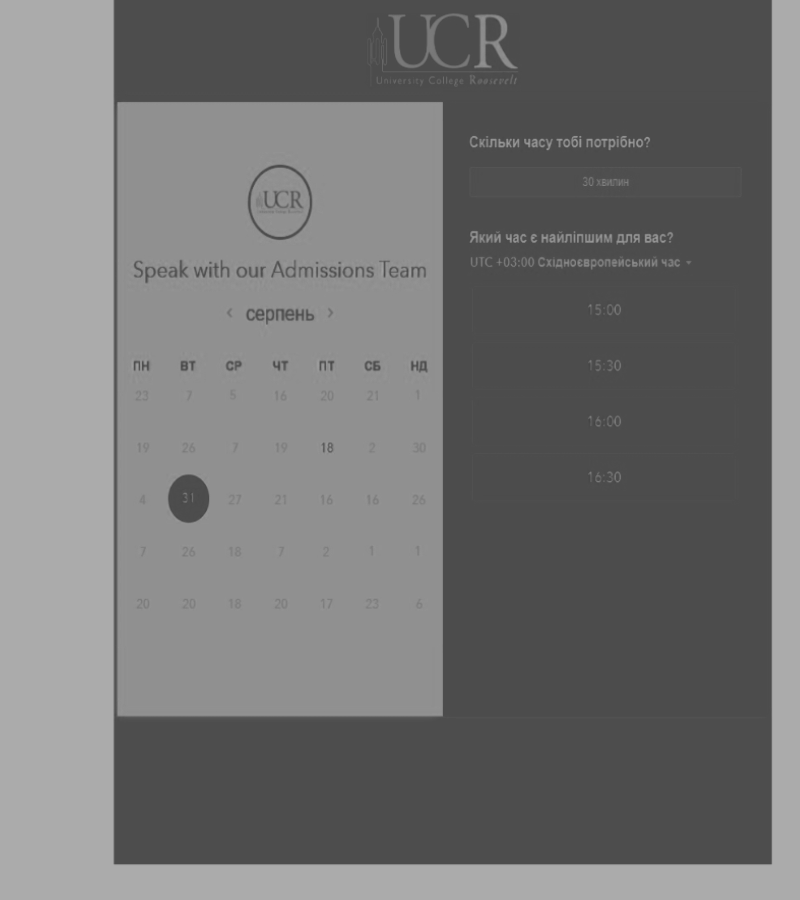 UCR
University College Roosevelt
UCR
Speak with our Admissions Team
‹ серпень ›
ПН ВТ СР ЧТ ПТ СБ НД
23 7 5 16 20 21 1
19 26 7 19 18 2 30
4 31 27 21 16 16 26
7 26 18 7 2 1 1
20 20 18 20 17 23 6
Скільки часу тобі потрібно?
30 хвилин
Який час є найліпшим для вас?
UTC +03:00 Східноєвропейський час
15:00
15:30
16:00
16:30